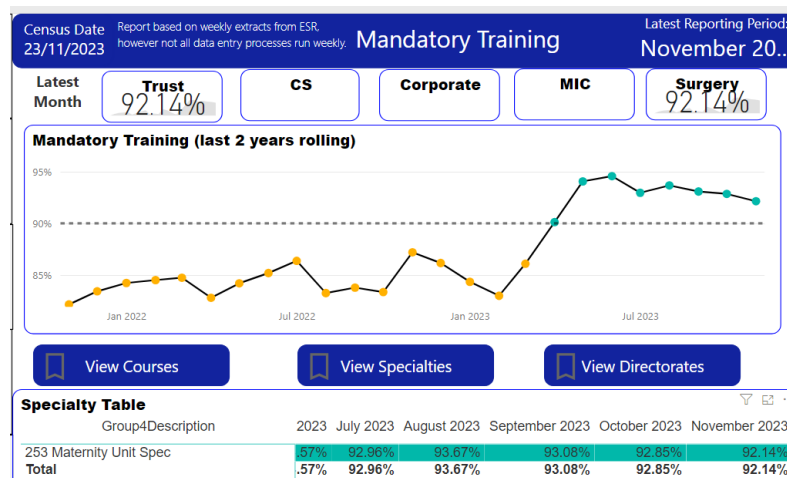 Census Date
23/11/2023
Report based on weekly extracts from ESR,
however not all data entry processes run weekly.
Mandatory Training
Latest Reporting Period:
November 20...
Latest
Month
Trust
92.14%
CS
Corporate
MIC
Surgery
92.14%
Mandatory Training (last 2 years rolling)
95%
90%
85%
Jan 2022 Jul 2022 Jan 2023 Jul 2023
View Courses
View Specialties
View Directorates
Specialty Table
Group4Description 2023 July 2023 August 2023 September 2023 October 2023 November 2023
253 Maternity Unit Spec .57% 92.96% 93.67% 93.08% 92.85% 92.14%
Total .57% 92.96% 93.67% 93.08% 92.85% 92.14%